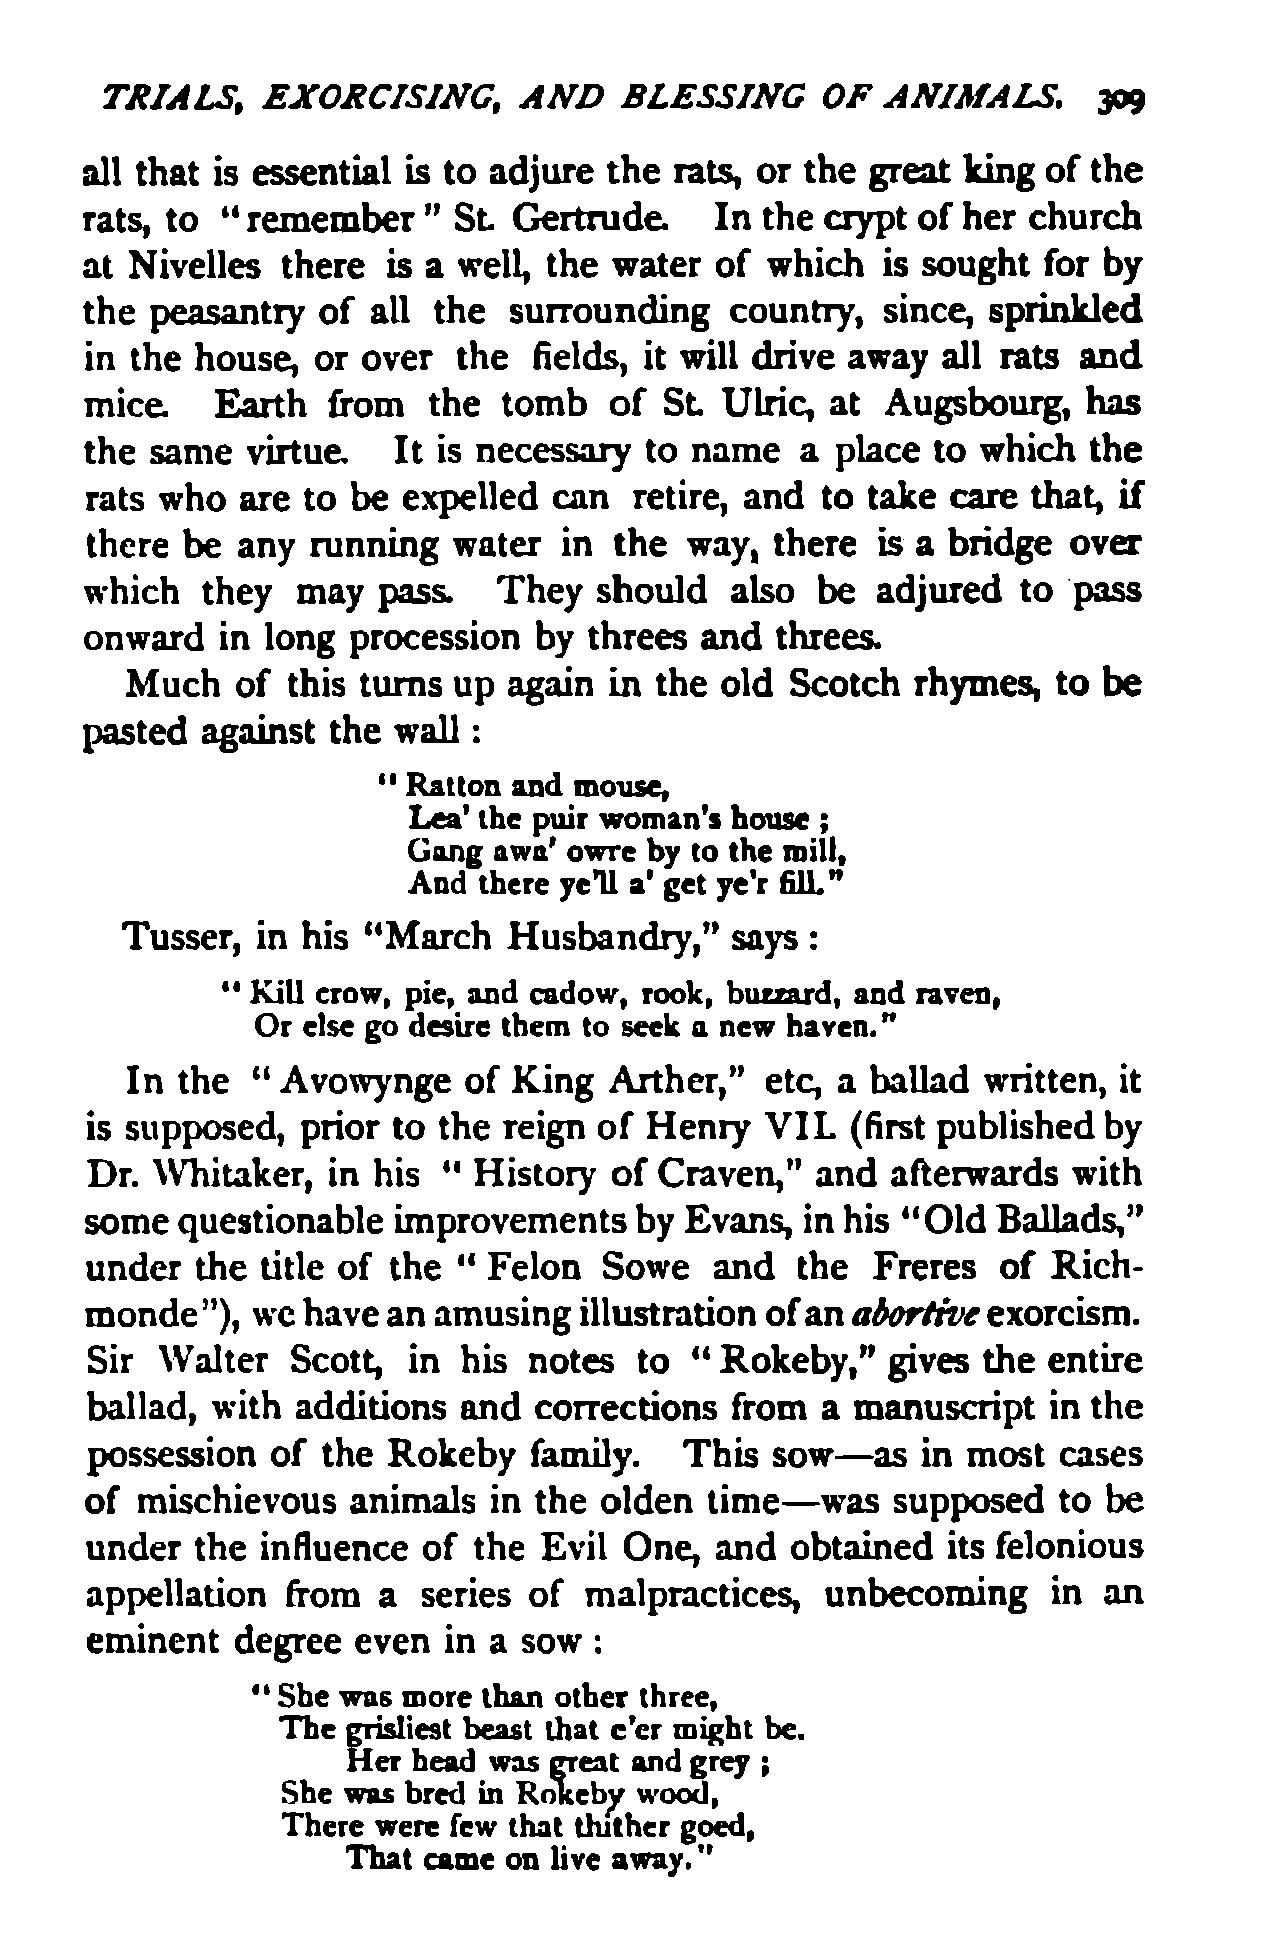 TRIALS, EXORCISING, AND BLESSING OF ANIMALS. 309
all that is essential is to adjure the rats, or the great king of the
rats, to "remember" St. Gertrude. In the crypt of her church
at Nivelles there is a well, the water of which is sought for by
the peasantry of all the surrounding country, since, sprinkled
in the house, or over the fields, it will drive away all rats and
mice. Earth from the tomb of St. Ulric, at Augsbourg, has
the same virtue. It is necessary to name a place to which the
rats who are to be expelled can retire, and to take care that, if
there be any running water in the way, there is a bridge over
which they may pass. They should also be adjured to pass
onward in long procession by threes and threes.
Much of this turns up again in the old Scotch rhymes, to be
pasted against the wall :
"Ratton and mouse,
Lea' the puir woman's house ;
Gang awa' owre by to the mill,
And there ye'll a' get ye'r fill."
Tusser, in his "March Husbandry," says :
"Kill crow, pie, and cadow, rook, buzzard, and raven,
Or else go desire them to seek a new haven."
In the "Avowynge of King Arther," etc, a ballad written, it
is supposed, prior to the reign of Henry VII. (first published by
Dr. Whitaker, in his "History of Craven," and afterwards with
some questionable improvements by Evans, in his "Old Ballads,"
under the title of the "Felon Sowe and the Freres of Rich-
monde"), we have an amusing illustration of an abortive exorcism.
Sir Walter Scott, in his notes to "Rokeby," gives the entire
ballad, with additions and corrections from a manuscript in the
possession of the Rokeby family. This sow—as in most cases
of mischievous animals in the olden time—was supposed to be
under the influence of the Evil One, and obtained its felonious
appellation from a series of malpractices, unbecoming in an
eminent degree even in a sow :
"She was more than other three,
The grisliest beast that e'er might be.
Her head was great and grey ;
She was bred in Rokeby wood,
There were few that thither goed,
That came on live away."